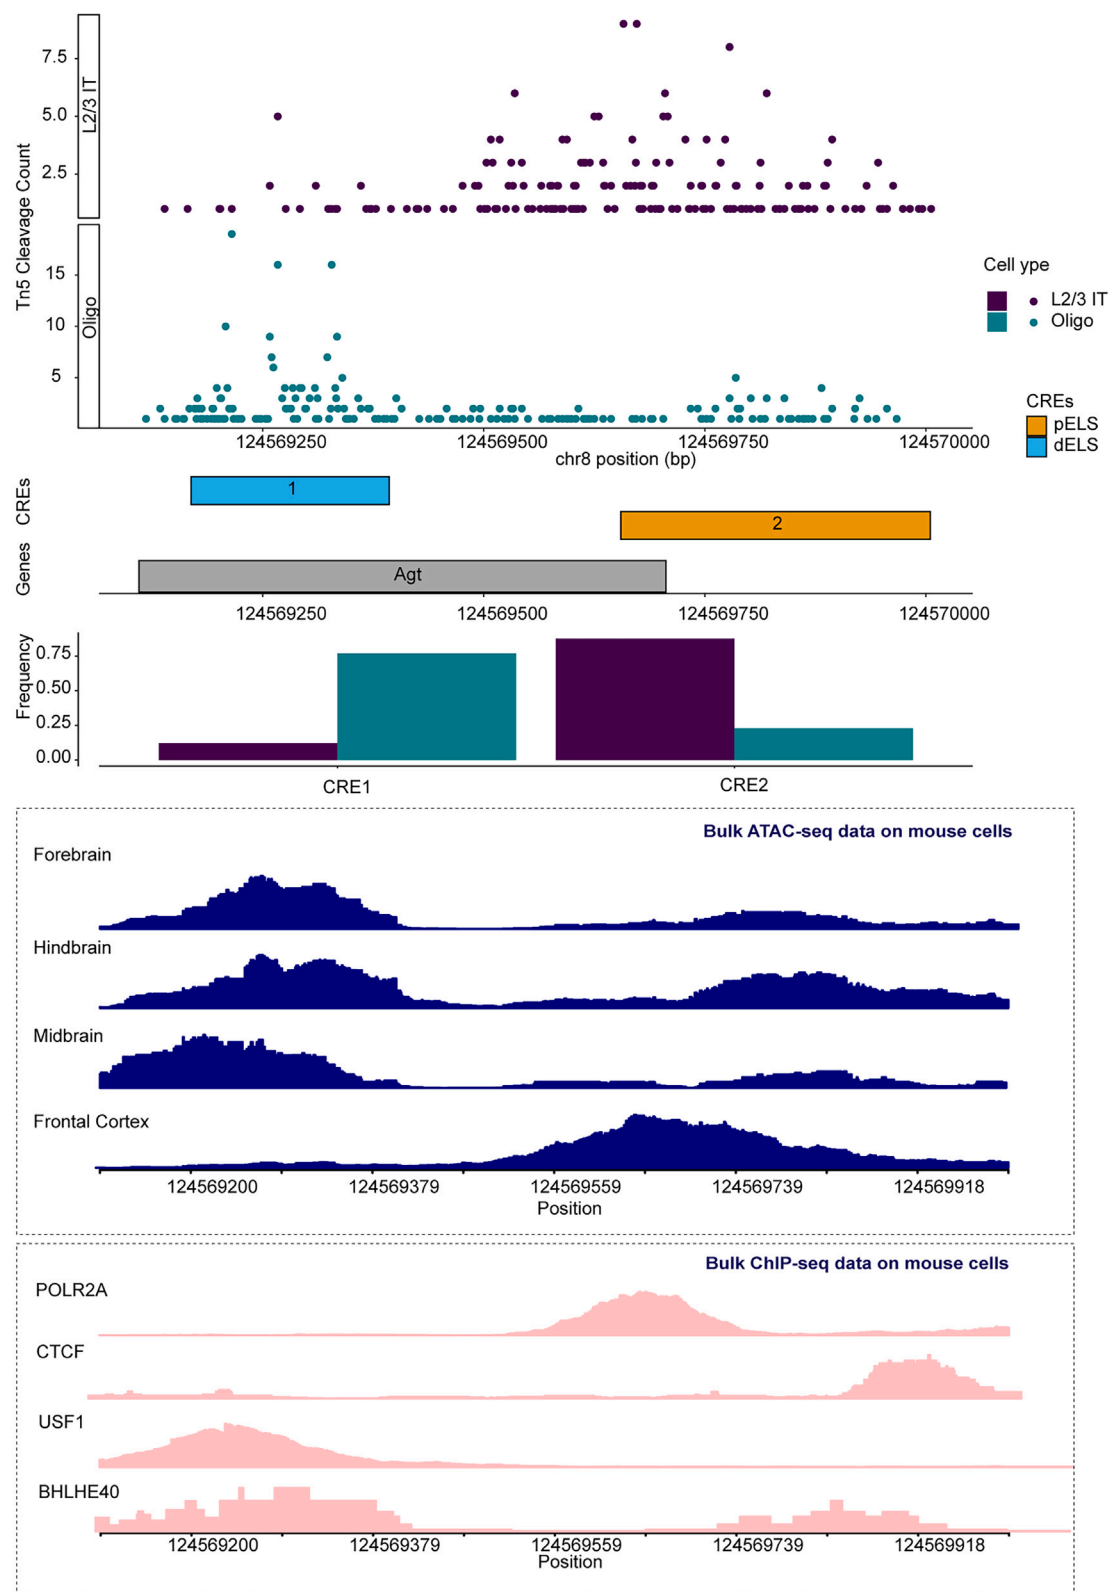 Tn5 Cleavage Count
L2/3 IT
7.5
5.0
2.5
Oligo
15
10
5
124569250 124569500 124569750 124570000
chr8 position (bp)
Cell ype
L2/3 IT
Oligo
CREs
pELS
dELS
CREs
1
2
Genes
Agt
124569250 124569500 124569750 124570000
Frequency
0.75
0.50
0.25
0.00
CRE1 CRE2
Bulk ATAC-seq data on mouse cells
Forebrain
Hindbrain
Midbrain
Frontal Cortex
124569200 124569379 124569559 124569739 124569918
Position
Bulk ChIP-seq data on mouse cells
POLR2A
CTCF
USF1
BHLHE40
124569200 124569379 124569559 124569739 124569918
Position